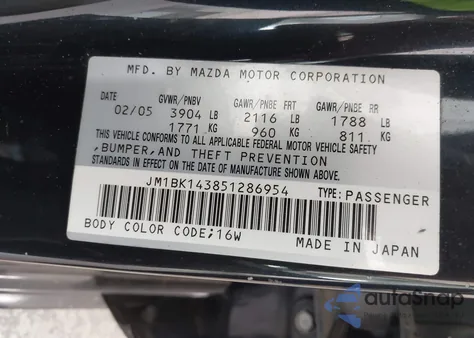 MFD. BY MAZDA MOTOR CORPORATION
DATE GVWR/PNBV GAWR/PNBE FRT GAWR/PNBE RR
02/05 3904 LB 2116 LB 1788 LB
1771 KG 960 KG 811 KG
THIS VEHICLE CONFORMS TO ALL APPLICABLE FEDERAL MOTOR VEHICLE SAFETY,
BUMPER, AND THEFT PREVENTION
STANDARDS IN EFFECT ON THE DATE OF MANUFACTURE SHOWN ABOVE.
JM1BK143851286954 TYPE: PASSENGER
BODY COLOR CODE;16W MADE IN JAPAN
autoSnap